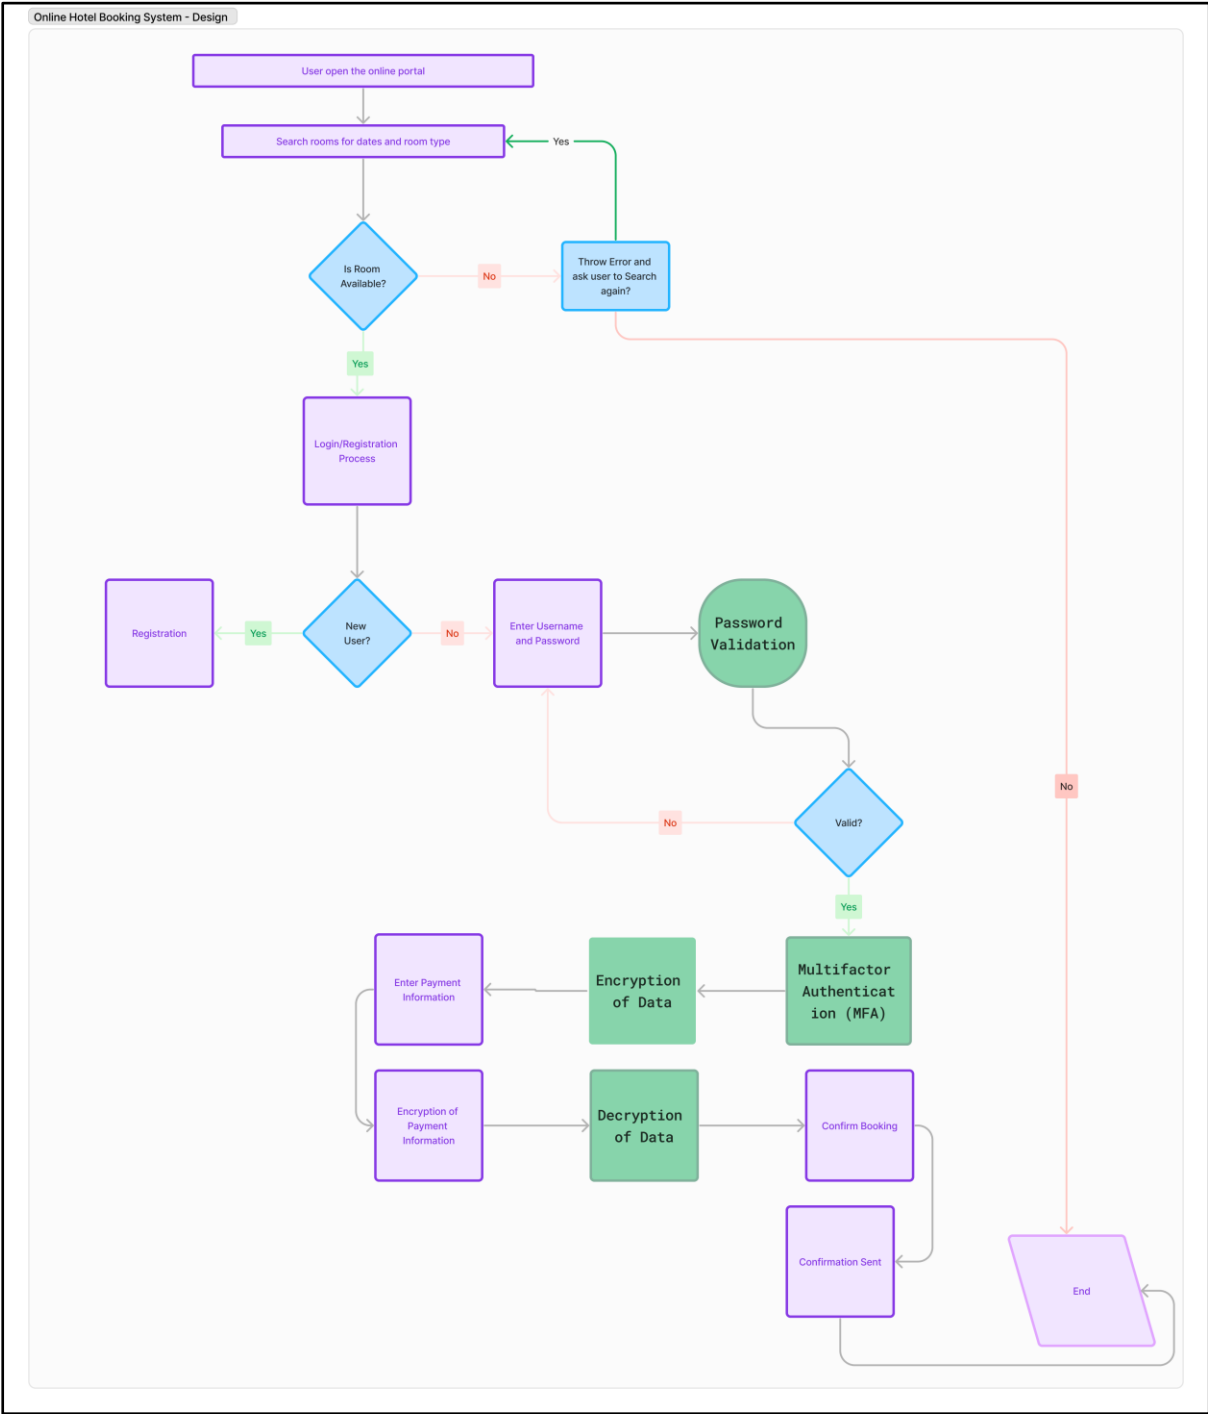 Online Hotel Booking System - Design
User open the online portal
Search rooms for dates and room type
Yes
Is Room
Available?
No
Throw Error and
ask user to Search
again?
Yes
Login/Registration
Process
Registration
Yes
New
User?
No
Enter Username
and Password
Password
Validation
No
No
Valid?
Yes
Enter Payment
Information
Encryption
of Data
Multifactor
Authenticat
ion (MFA)
Encryption of
Payment
Information
Decryption
of Data
Confirm Booking
Confirmation Sent
End